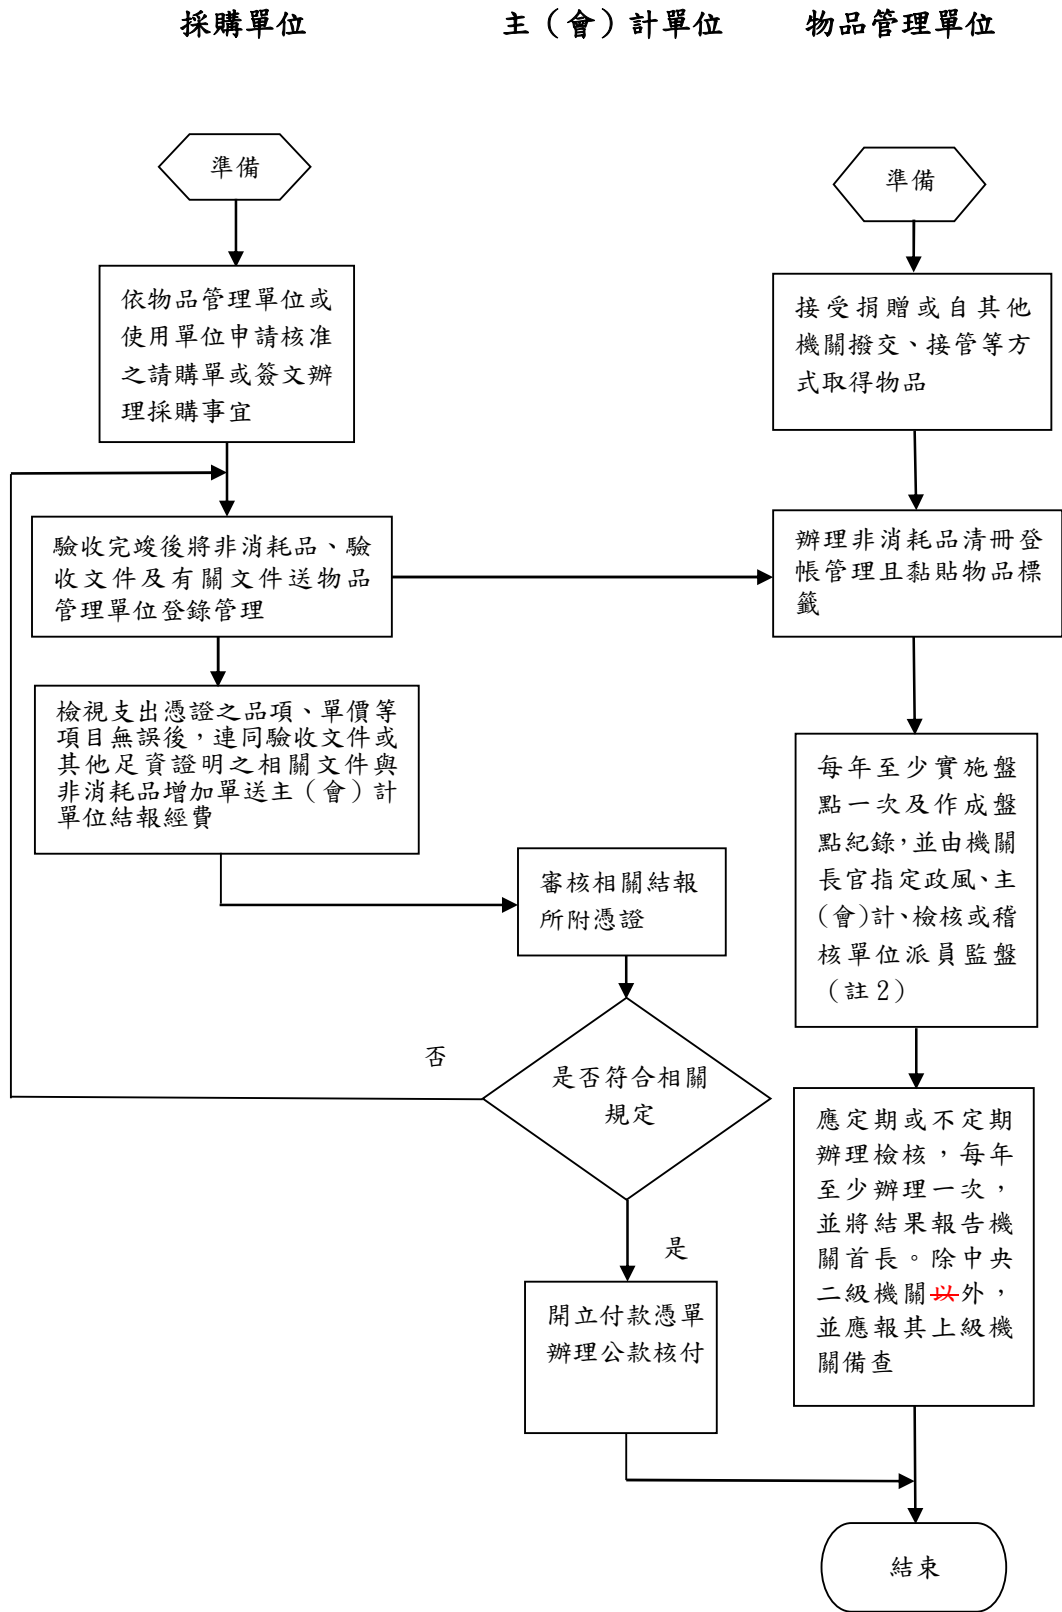 採購單位
主（會）計單位
物品管理單位
準備
依物品管理單位或
使用單位申請核准
之請購單或簽文辦
理採購事宜
驗收完竣後將非消耗品、驗
收文件及有關文件送物品
管理單位登錄管理
檢視支出憑證之品項、單價等
項目無誤後，連同驗收文件或
其他足資證明之相關文件與
非消耗品增加單送主（會）計
單位結報經費
審核相關結報
所附憑證
是否符合相關
規定
否
是
開立付款憑單
辦理公款核付
準備
接受捐贈或自其他
機關撥交、接管等方
式取得物品
辦理非消耗品清冊登
帳管理且黏貼物品標
籤
每年至少實施盤
點一次及作成盤
點紀錄，並由機關
長官指定政風、主
(會)計、檢核或稽
核單位派員監盤
（註2）
應定期或不定期
辦理檢核，每年
至少辦理一次，
並將結果報告機
關首長。除中央
二級機關以外，
並應報其上級機
關備查
結束